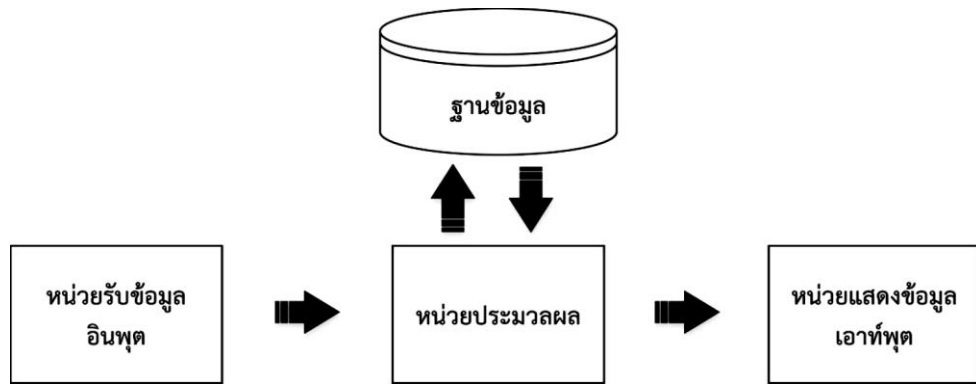 ฐานข้อมูล
หน่วยรับข้อมูล
อินพุต
หน่วยประมวลผล
หน่วยแสดงข้อมูล
เอาท์พุต